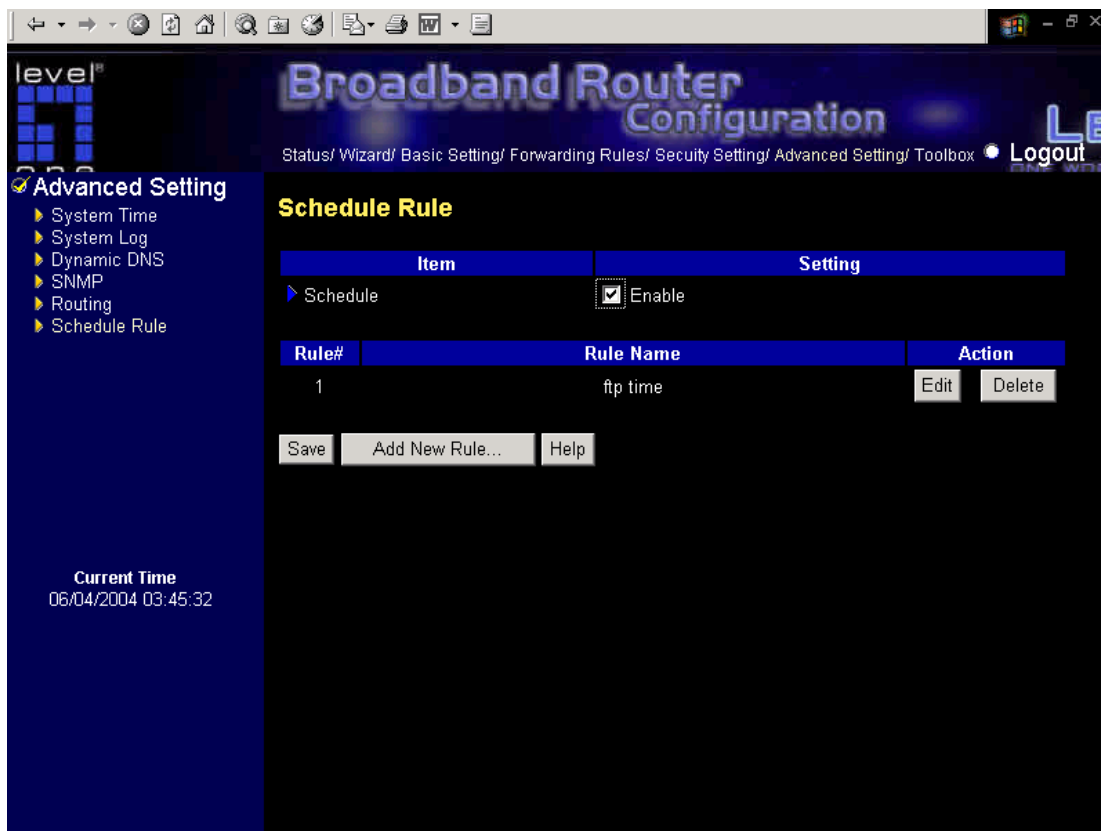 level®
one
Broadband Router
Configuration
Status/ Wizard/ Basic Setting/ Forwarding Rules/ Secuity Setting/ Advanced Setting/ Toolbox
Logout
Advanced Setting
System Time
System Log
Dynamic DNS
SNMP
Routing
Schedule Rule
Current Time
06/04/2004 03:45:32
Schedule Rule
Item Setting
Schedule Enable
Rule# Rule Name Action
1 ftp time Edit Delete
Save Add New Rule... Help